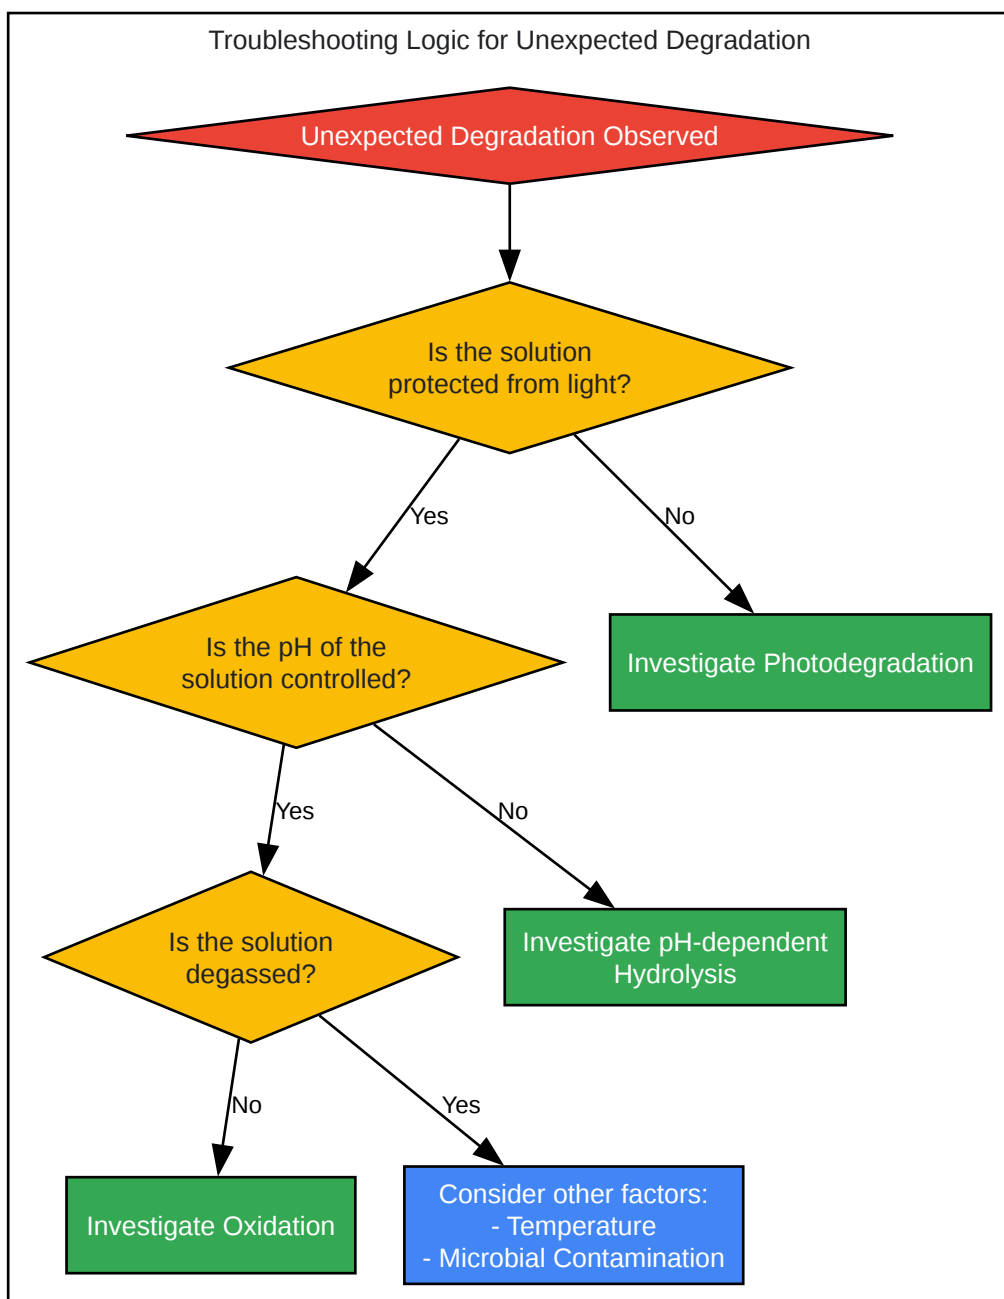 Troubleshooting Logic for Unexpected Degradation
Unexpected Degradation Observed
Is the solution
protected from light?
Yes
No
Is the pH of the
solution controlled?
Investigate Photodegradation
Yes
No
Is the solution
degassed?
Investigate pH-dependent
Hydrolysis
No
Yes
Investigate Oxidation
Consider other factors:
- Temperature
- Microbial Contamination